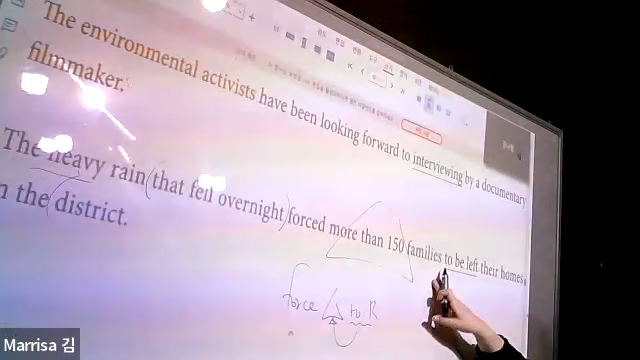 The environmental activists have been looking forward to interviewing by a documentary
filmmaker.
The heavy rain (that fell overnight) forced more than 150 families to be left their homes
n the district.
force to R
Marrisa 김